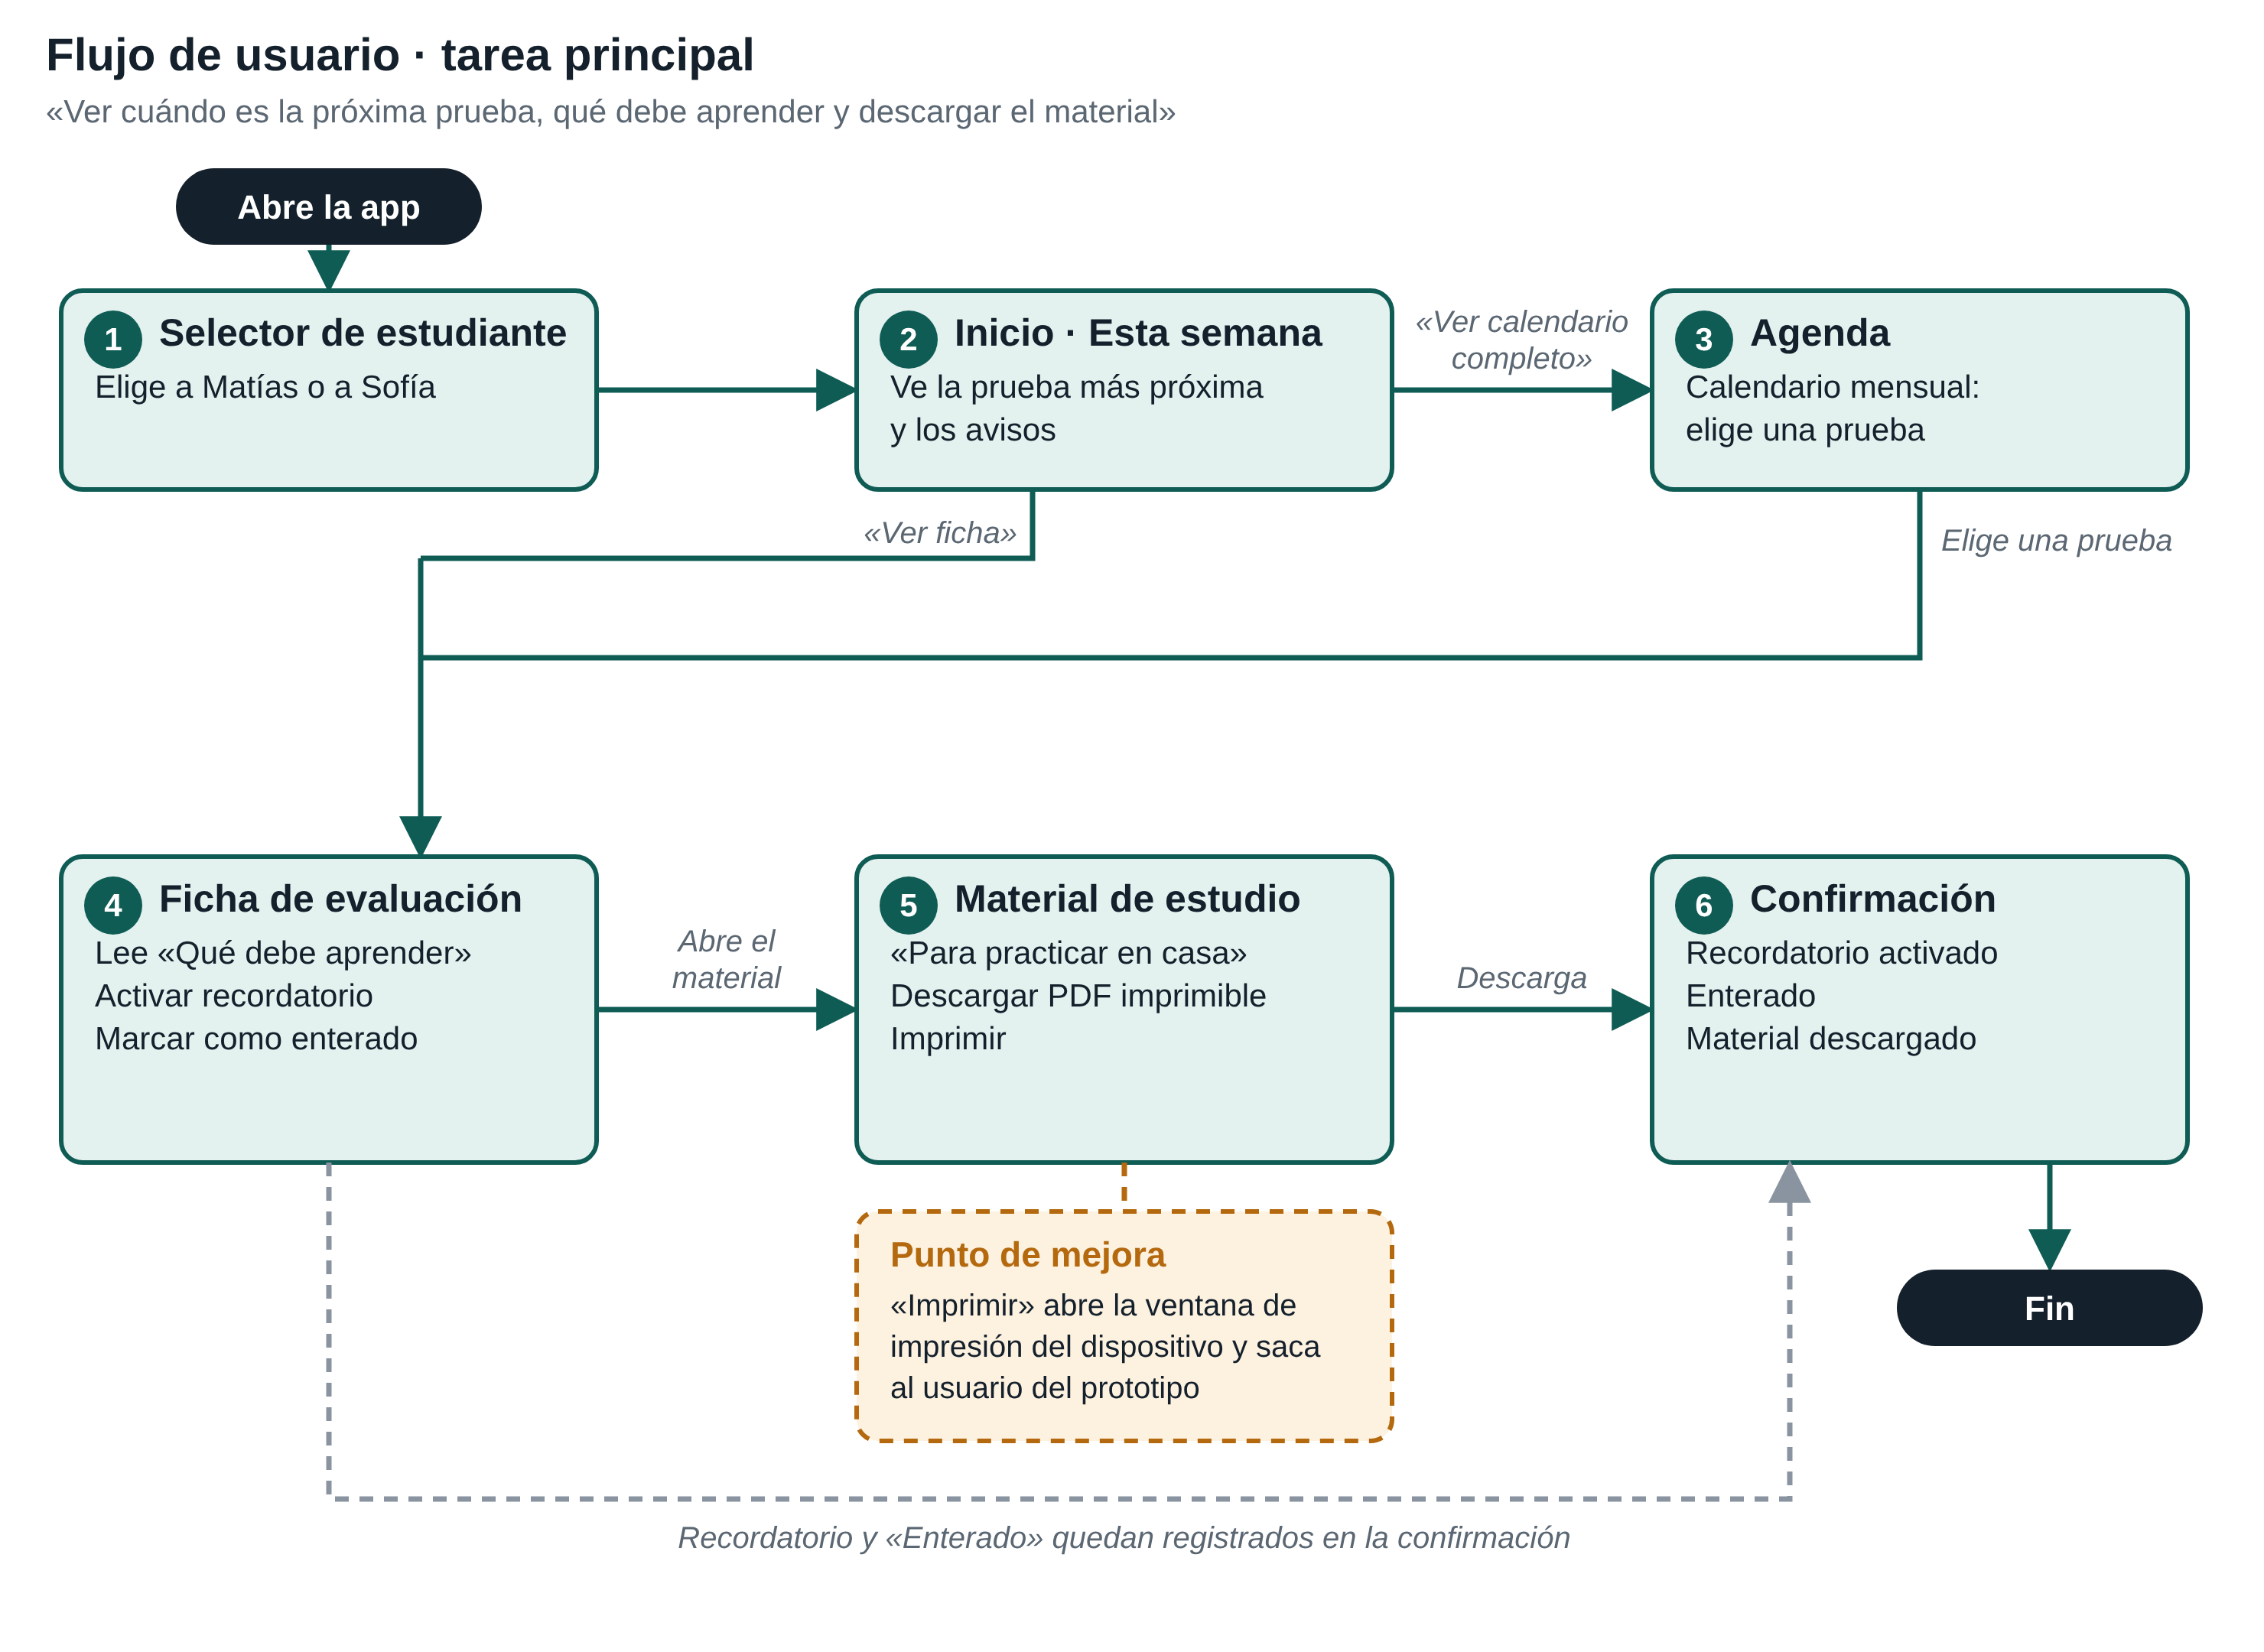 Flujo de usuario · tarea principal
«Ver cuándo es la próxima prueba, qué debe aprender y descargar el material»
Abre la app
1 Selector de estudiante
Elige a Matías o a Sofía
2 Inicio · Esta semana
Ve la prueba más próxima
y los avisos
«Ver calendario
completo»
3 Agenda
Calendario mensual:
elige una prueba
«Ver ficha»
Elige una prueba
4 Ficha de evaluación
Lee «Qué debe aprender»
Activar recordatorio
Marcar como enterado
Abre el
material
5 Material de estudio
«Para practicar en casa»
Descargar PDF imprimible
Imprimir
Descarga
6 Confirmación
Recordatorio activado
Enterado
Material descargado
Punto de mejora
«Imprimir» abre la ventana de
impresión del dispositivo y saca
al usuario del prototipo
Fin
Recordatorio y «Enterado» quedan registrados en la confirmación